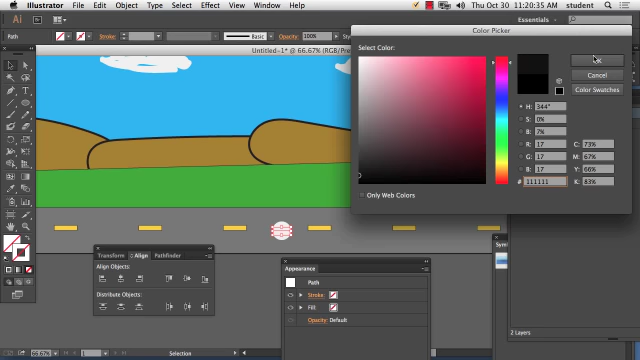 Illustrator File Edit Object Type Select Effect View Window Help Thu Oct 30 11:20:35 AM student
Ai Essentials
Path Stroke: Basic Opacity: 100%
Color Picker
Untitled-1* @ 66.67% (RGB/Pre
Select Color:
OK
Cancel
Color Swatches
H: 344°
S: 0%
B: 7%
R: 17 C: 73%
G: 17 M: 67%
B: 17 Y: 66%
# 111111 K: 83%
Only Web Colors
Transform Align Pathfinder
Align Objects:
Distribute Objects:
Appearance
Path
Stroke:
Fill:
Opacity: Default
Sym
2 Layers
66.67% 1 Selection